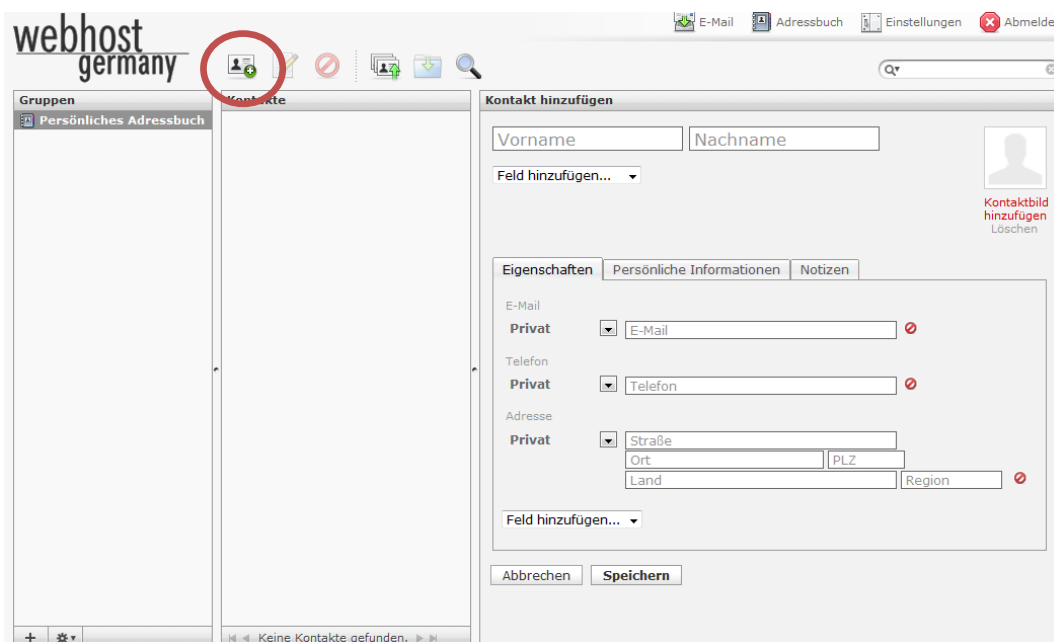 webhost
germany
E-Mail Adressbuch Einstellungen Abmelde
Gruppen
Persönliches Adressbuch
Kontakte
Keine Kontakte gefunden.
Kontakt hinzufügen
Vorname Nachname
Feld hinzufügen...
Kontaktbild
hinzufügen
Löschen
Eigenschaften Persönliche Informationen Notizen
E-Mail
Privat E-Mail
Telefon
Privat Telefon
Adresse
Privat Straße
Ort PLZ
Land Region
Feld hinzufügen...
Abbrechen Speichern